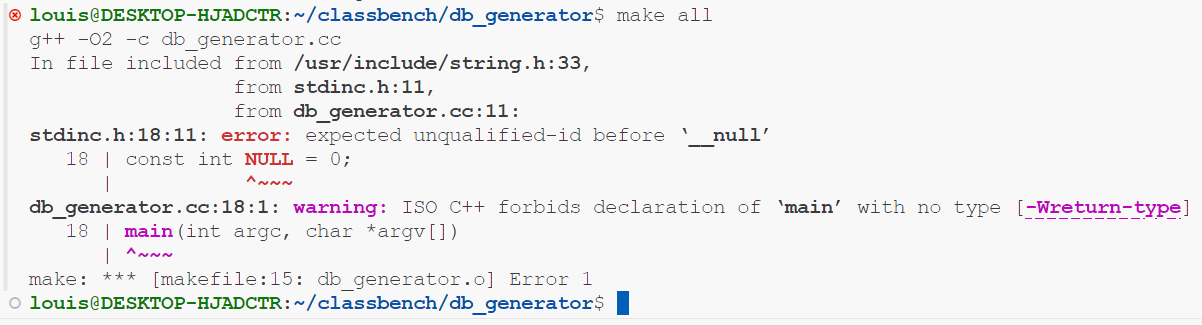 louis@DESKTOP-HJADCTR:~/classbench/db_generator$ make all
g++ -O2 -c db_generator.cc
In file included from /usr/include/string.h:33,
                 from stdinc.h:11,
                 from db_generator.cc:11:
stdinc.h:18:11: error: expected unqualified-id before ‘__null’
   18 | const int NULL = 0;
      |           ^~~~
db_generator.cc:18:1: warning: ISO C++ forbids declaration of ‘main’ with no type [-Wreturn-type]
   18 | main(int argc, char *argv[])
      | ^~~~
make: *** [makefile:15: db_generator.o] Error 1
louis@DESKTOP-HJADCTR:~/classbench/db_generator$